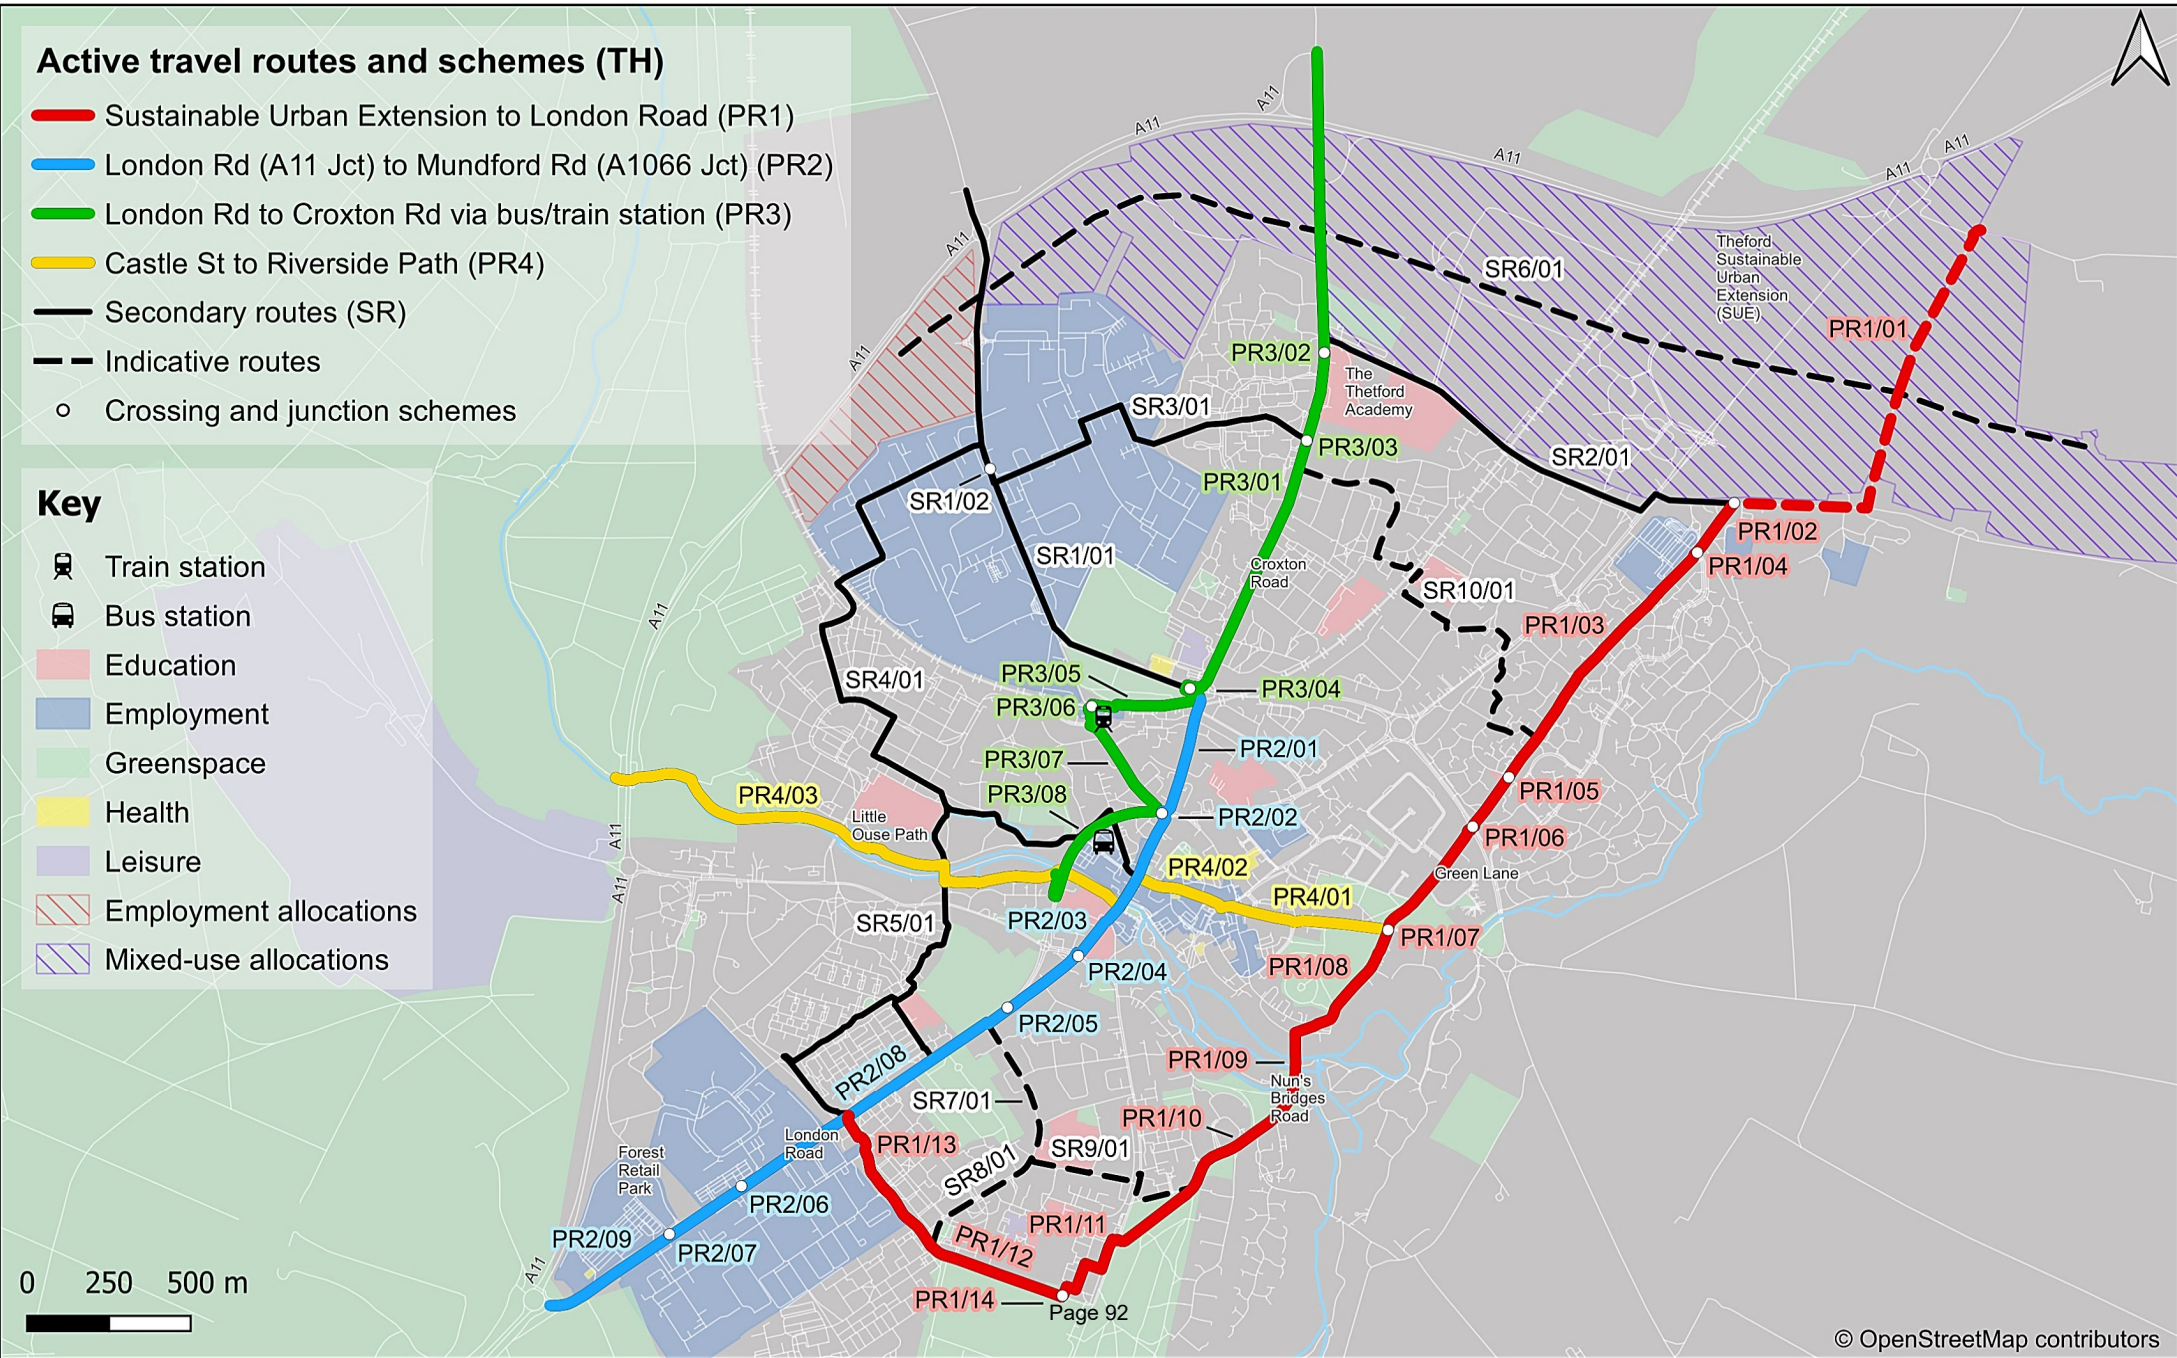 Active travel routes and schemes (TH)
Sustainable Urban Extension to London Road (PR1)
London Rd (A11 Jct) to Mundford Rd (A1066 Jct) (PR2)
London Rd to Croxton Rd via bus/train station (PR3)
Castle St to Riverside Path (PR4)
Secondary routes (SR)
Indicative routes
Crossing and junction schemes
Key
Train station
Bus station
Education
Employment
Greenspace
Health
Leisure
Employment allocations
Mixed-use allocations
0 250 500 m
A11
A11
A11
A11
A11
A11
A11
A11
A11
A11
A11
Theford
Sustainable
Urban
Extension
(SUE)
SR6/01
PR1/01
PR3/02
The
Thetford
Academy
SR3/01
PR3/03
SR2/01
PR3/01
SR1/02
PR1/02
SR1/01
PR1/04
Croxton
Road
SR10/01
PR1/03
PR3/05
SR4/01
PR3/04
PR3/06
PR2/01
PR3/07
PR1/05
PR3/08
PR4/03
PR2/02
Little
Ouse Path
PR1/06
PR4/02
Green Lane
PR4/01
SR5/01
PR2/03
PR1/07
PR1/08
PR2/04
PR2/05
PR1/09
PR2/08
Nun's
Bridges
Road
SR7/01
PR1/10
London
Road
PR1/13
SR9/01
SR8/01
Forest
Retail
Park
PR2/06
PR1/11
PR2/09
PR2/07
PR1/12
PR1/14
Page 92
© OpenStreetMap contributors